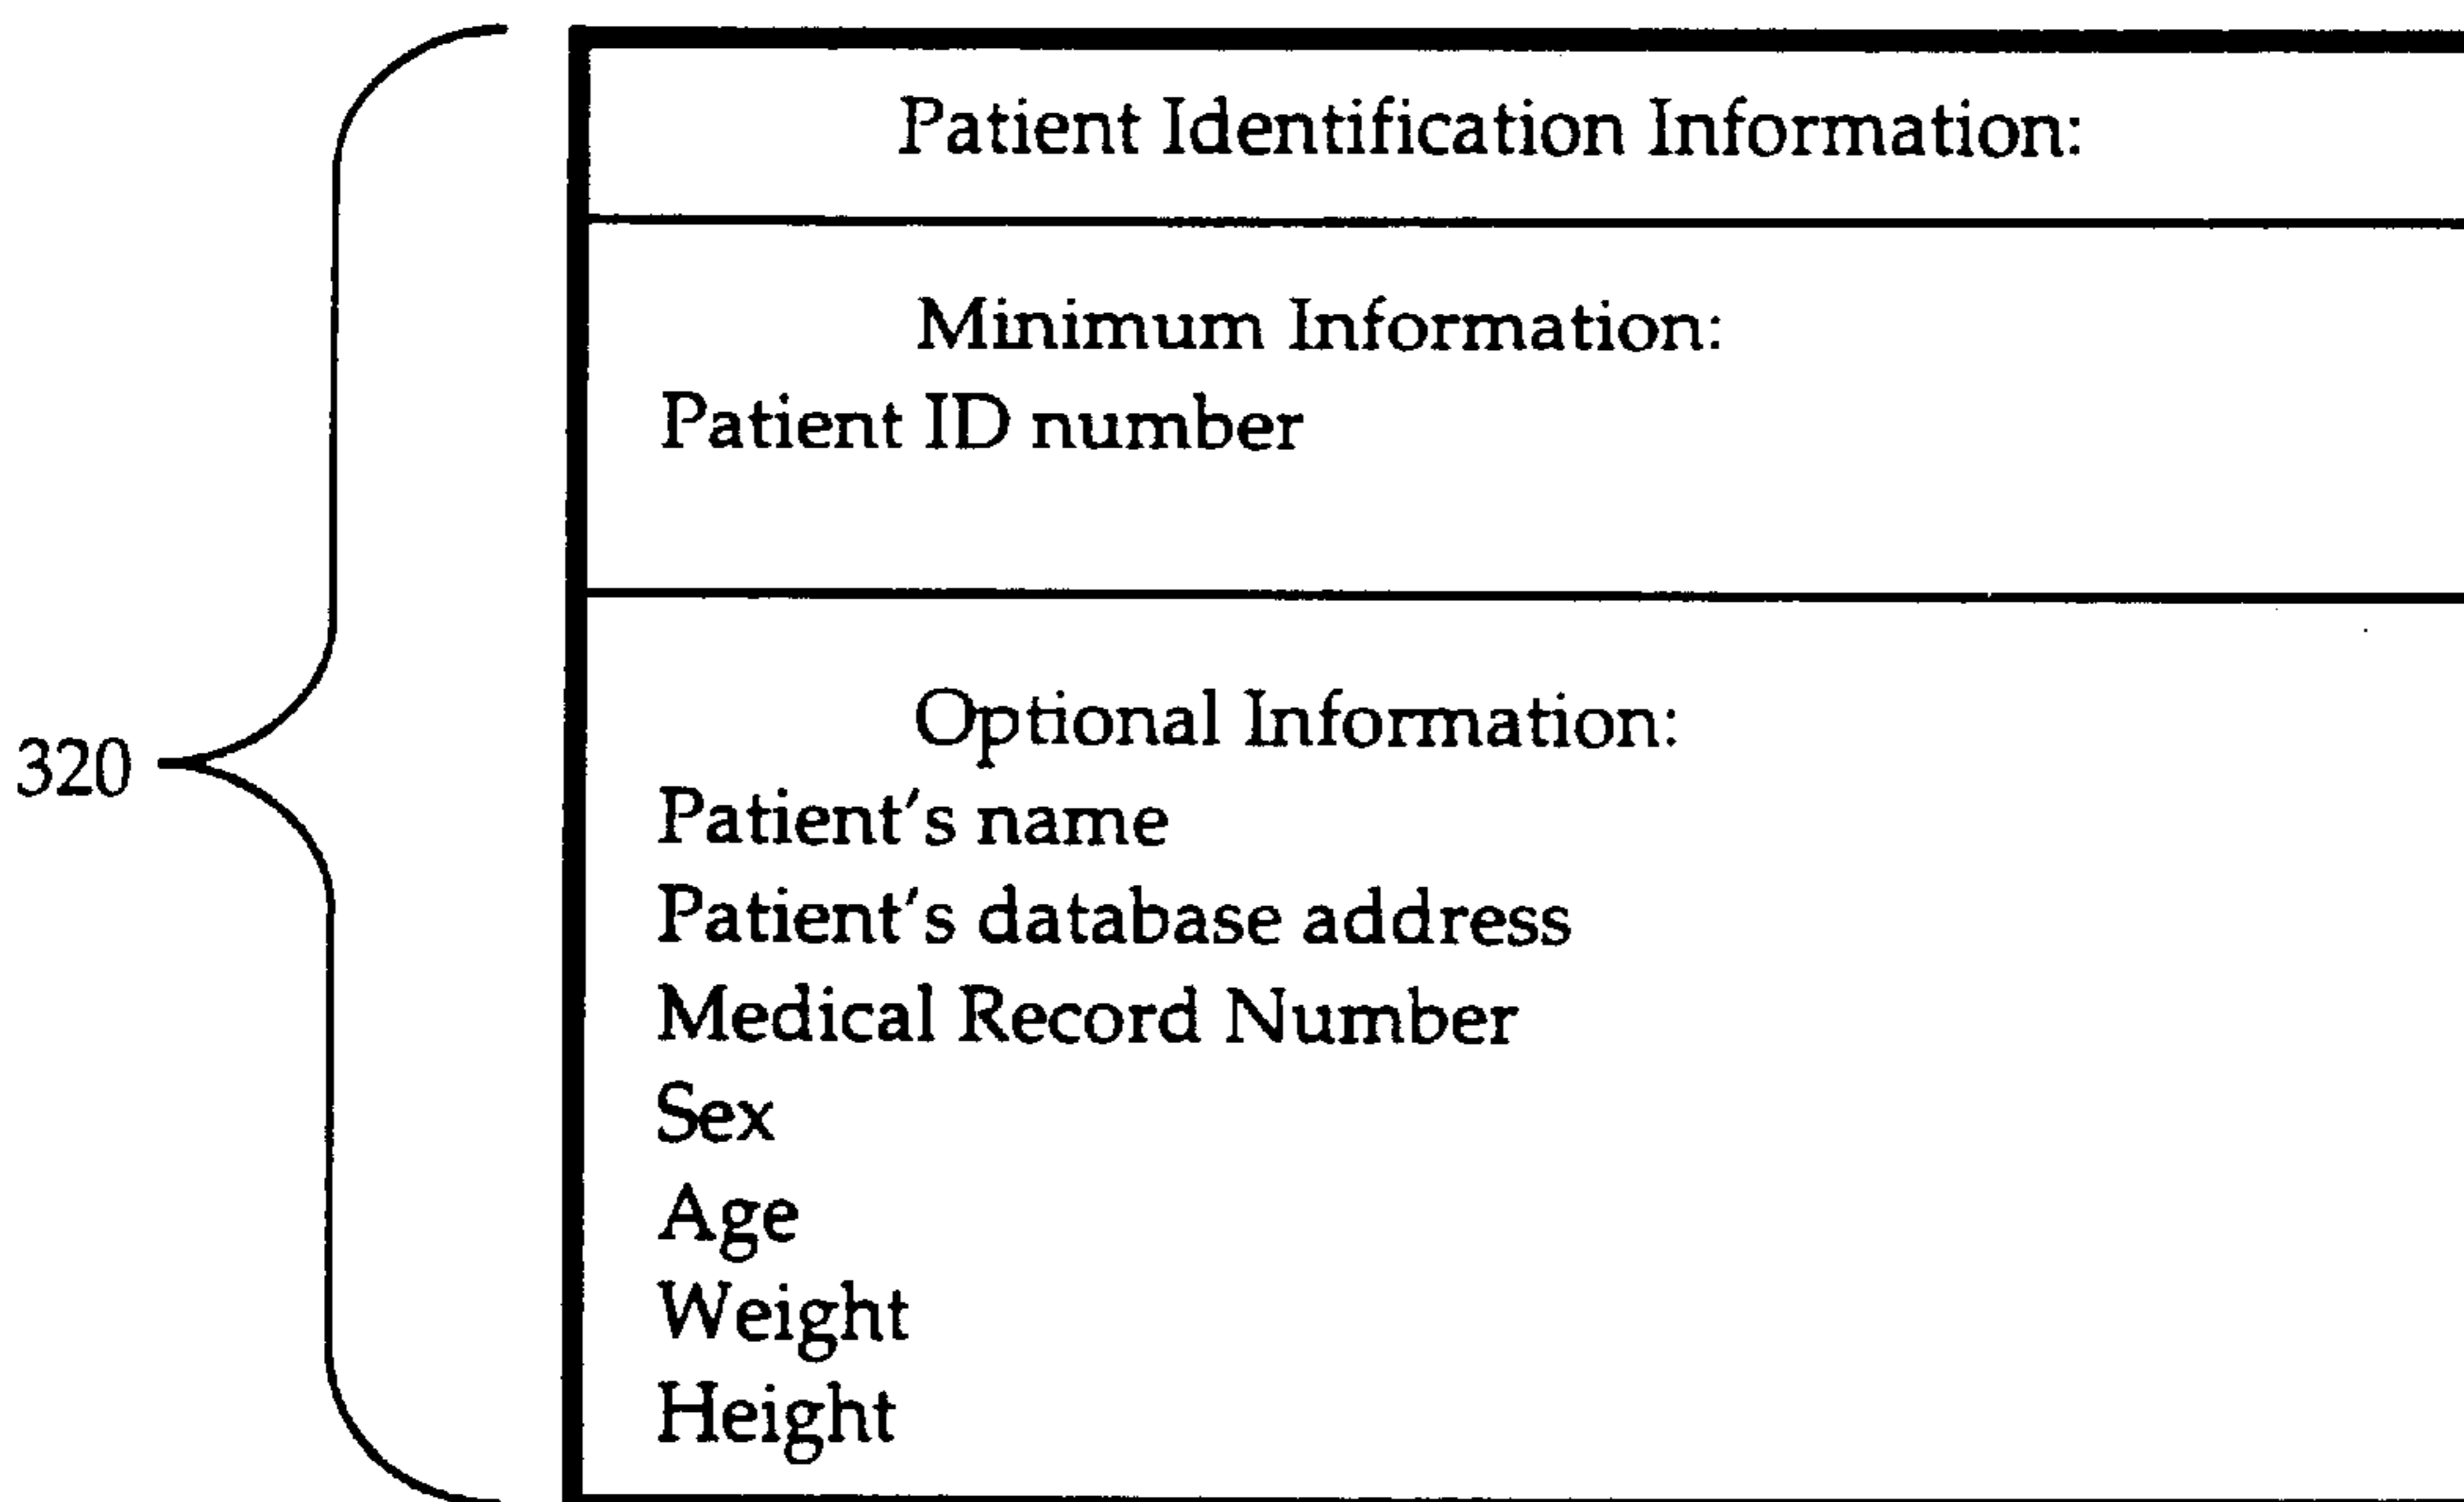 Patient Identification Information:
Minimum Information:
Patient ID number
Optional Information:
320
Patient's name
Patient's database address
Medical Record Number
Sex
Age
Weight
Height